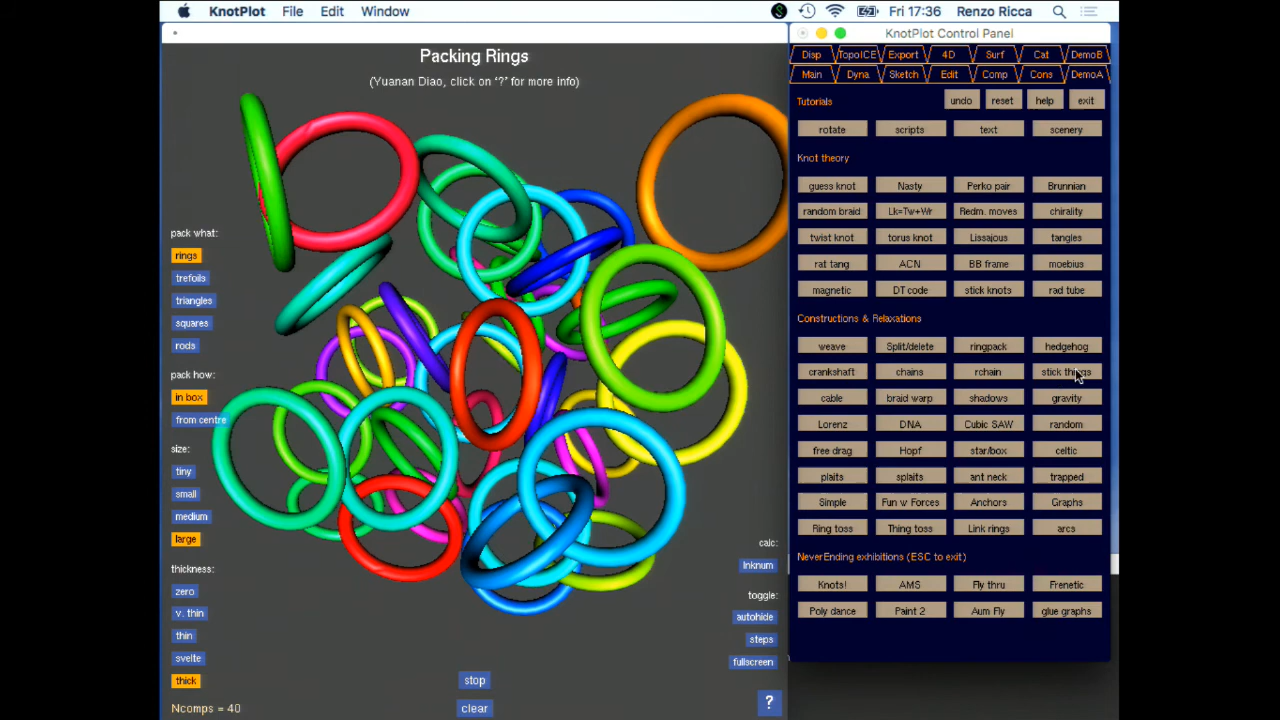 KnotPlot File Edit Window Fri 17:36 Renzo Ricca
Packing Rings
(Yuanan Diao, click on '?' for more info)
pack what:
rings
trefoils
triangles
squares
rods
pack how:
in box
from centre
size:
tiny
small
medium
large
thickness:
zero
v. thin
thin
svelte
thick
Ncomps = 40
stop
clear
calc:
lnknum
toggle:
autohide
steps
fullscreen
?
KnotPlot Control Panel
Disp TopoICE Export 4D Surf Cat DemoB
Main Dyna Sketch Edit Comp Cons DemoA
Tutorials undo reset help exit
rotate scripts text scenery
Knot theory
guess knot Nasty Perko pair Brunnian
random braid Lk=Tw+Wr Redm. moves chirality
twist knot torus knot Lissajous tangles
rat tang ACN BB frame moebius
magnetic DT code stick knots rad tube
Constructions & Relaxations
weave Split/delete ringpack hedgehog
crankshaft chains rchain stick things
cable braid warp shadows gravity
Lorenz DNA Cubic SAW random
free drag Hopf star/box celtic
plaits splaits ant neck trapped
Simple Fun w Forces Anchors Graphs
Ring toss Thing toss Link rings arcs
NeverEnding exhibitions (ESC to exit)
Knots! AMS Fly thru Frenetic
Poly dance Paint 2 Aum Fly glue graphs